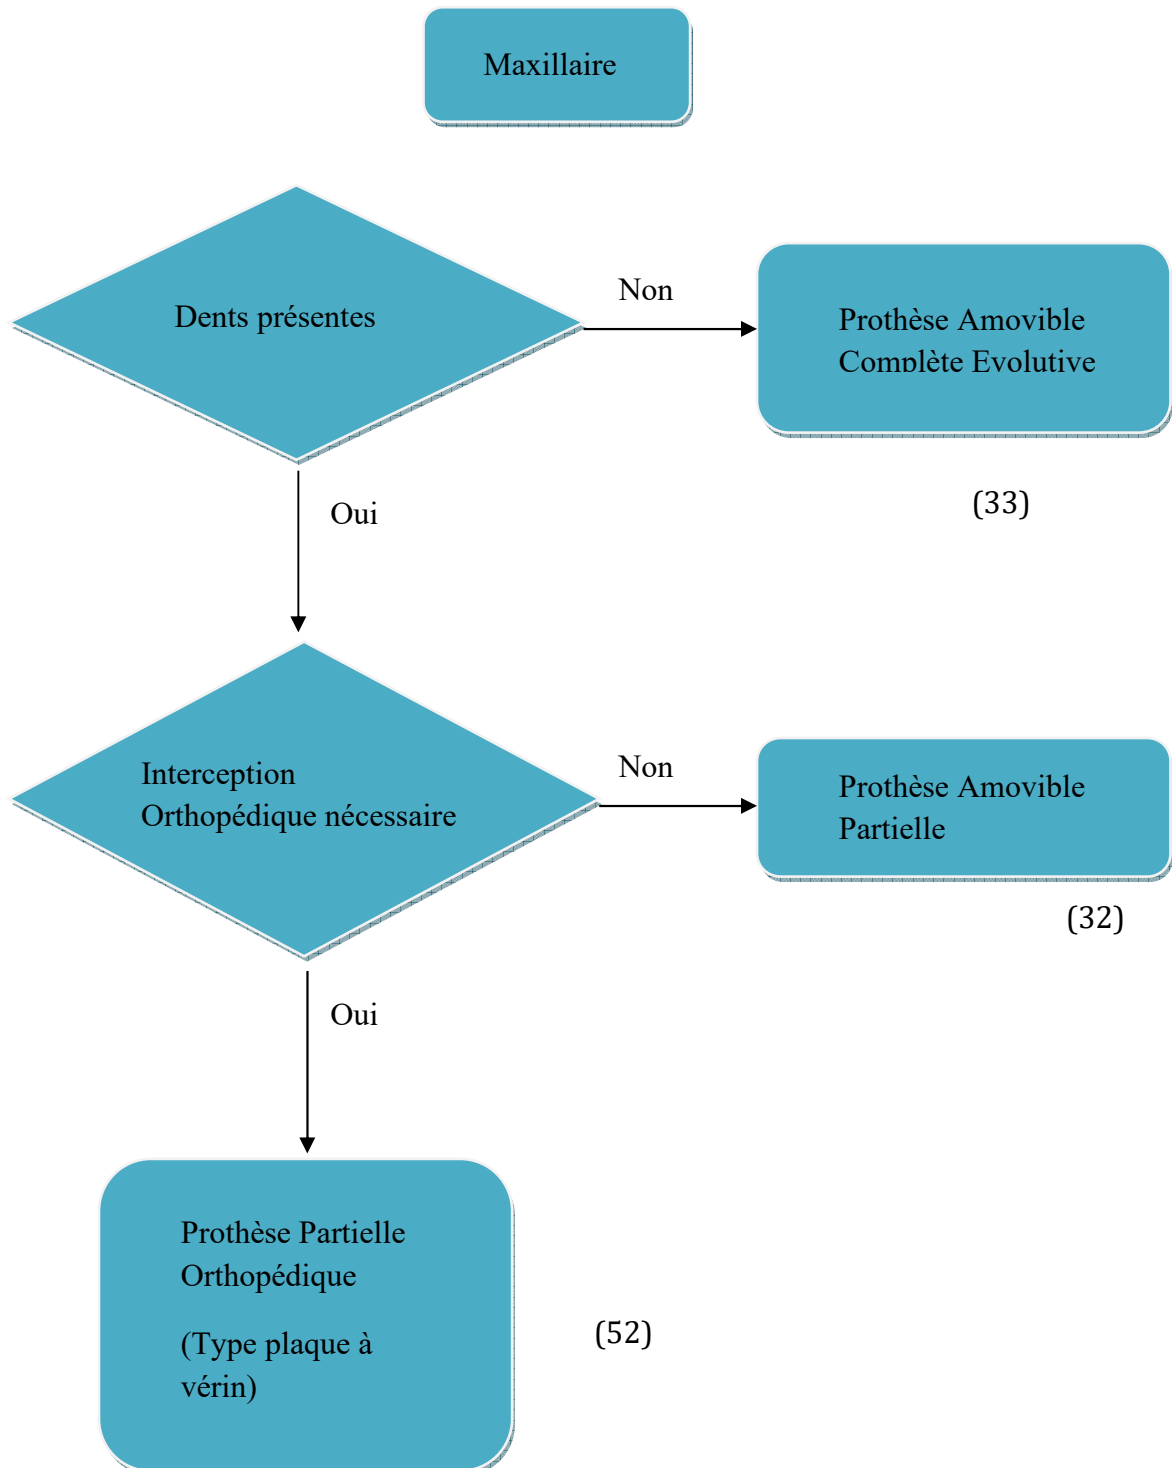 Maxillaire
Dents présentes
Non
Prothèse Amovible
Complète Evolutive
(33)
Oui
Interception
Orthopédique nécessaire
Non
Prothèse Amovible
Partielle
(32)
Oui
Prothèse Partielle
Orthopédique
(Type plaque à
vérin)
(52)